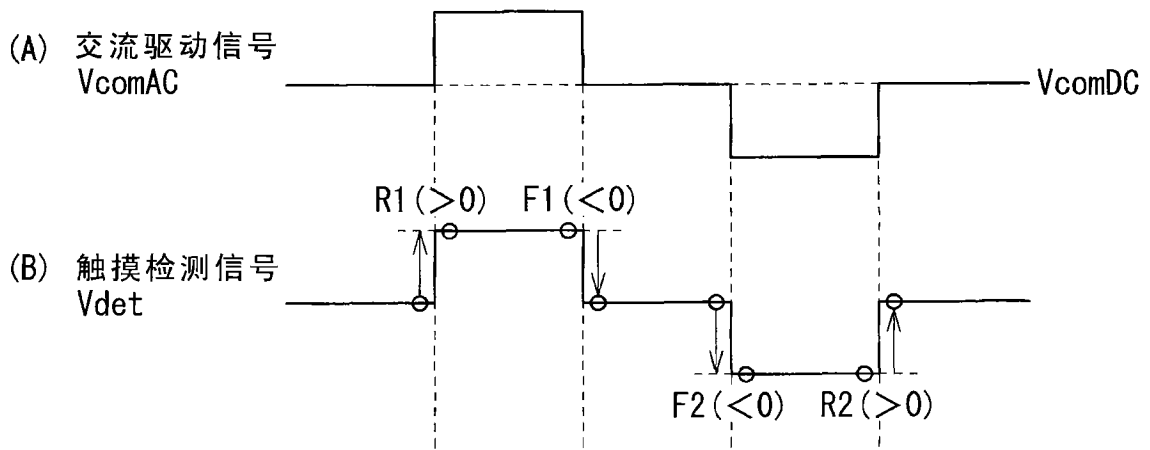 (A) 交流驱动信号
VcomAC
VcomDC
R1(>0) F1(<0)
(B) 触摸检测信号
Vdet
F2(<0) R2(>0)